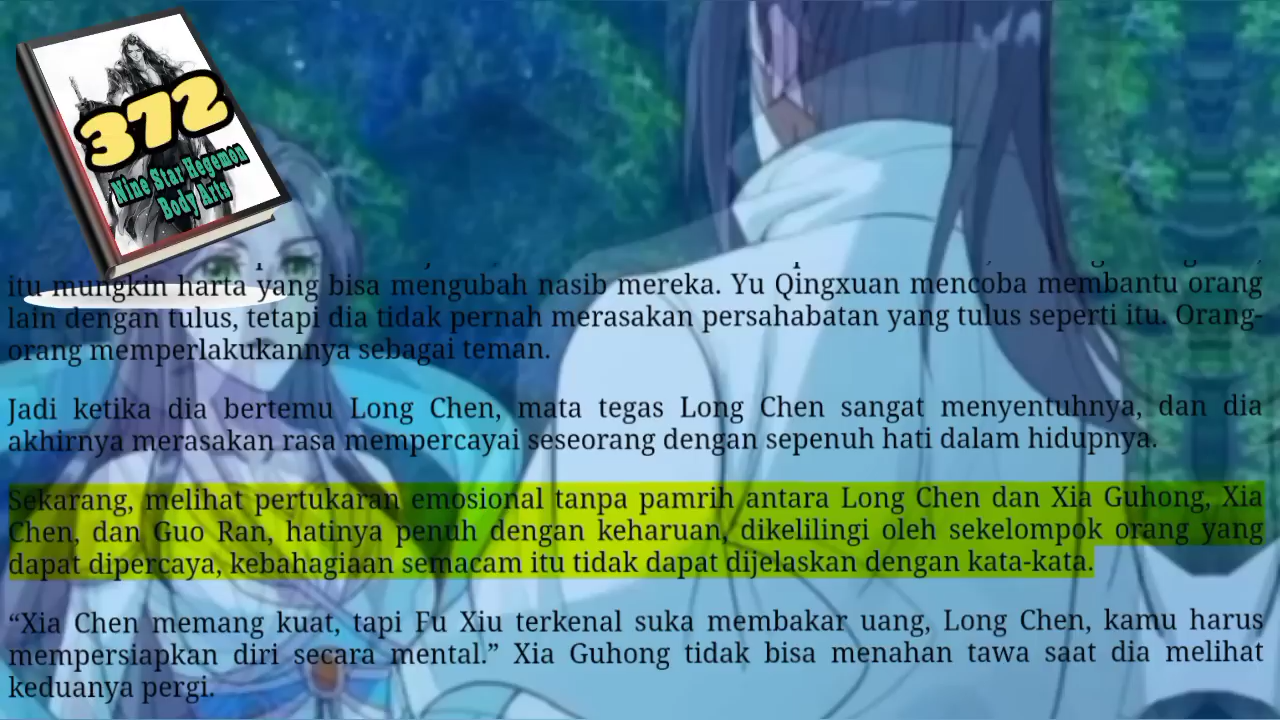 372
Nine Star Hegemon
Body Arts
itu mungkin harta yang bisa mengubah nasib mereka. Yu Qingxuan mencoba membantu orang
lain dengan tulus, tetapi dia tidak pernah merasakan persahabatan yang tulus seperti itu. Orang-
orang memperlakukannya sebagai teman.
Jadi ketika dia bertemu Long Chen, mata tegas Long Chen sangat menyentuhnya, dan dia
akhirnya merasakan rasa mempercayai seseorang dengan sepenuh hati dalam hidupnya.
Sekarang, melihat pertukaran emosional tanpa pamrih antara Long Chen dan Xia Guhong, Xia
Chen, dan Guo Ran, hatinya penuh dengan keharuan, dikelilingi oleh sekelompok orang yang
dapat dipercaya, kebahagiaan semacam itu tidak dapat dijelaskan dengan kata-kata.
“Xia Chen memang kuat, tapi Fu Xiu terkenal suka membakar uang, Long Chen, kamu harus
mempersiapkan diri secara mental.” Xia Guhong tidak bisa menahan tawa saat dia melihat
keduanya pergi.